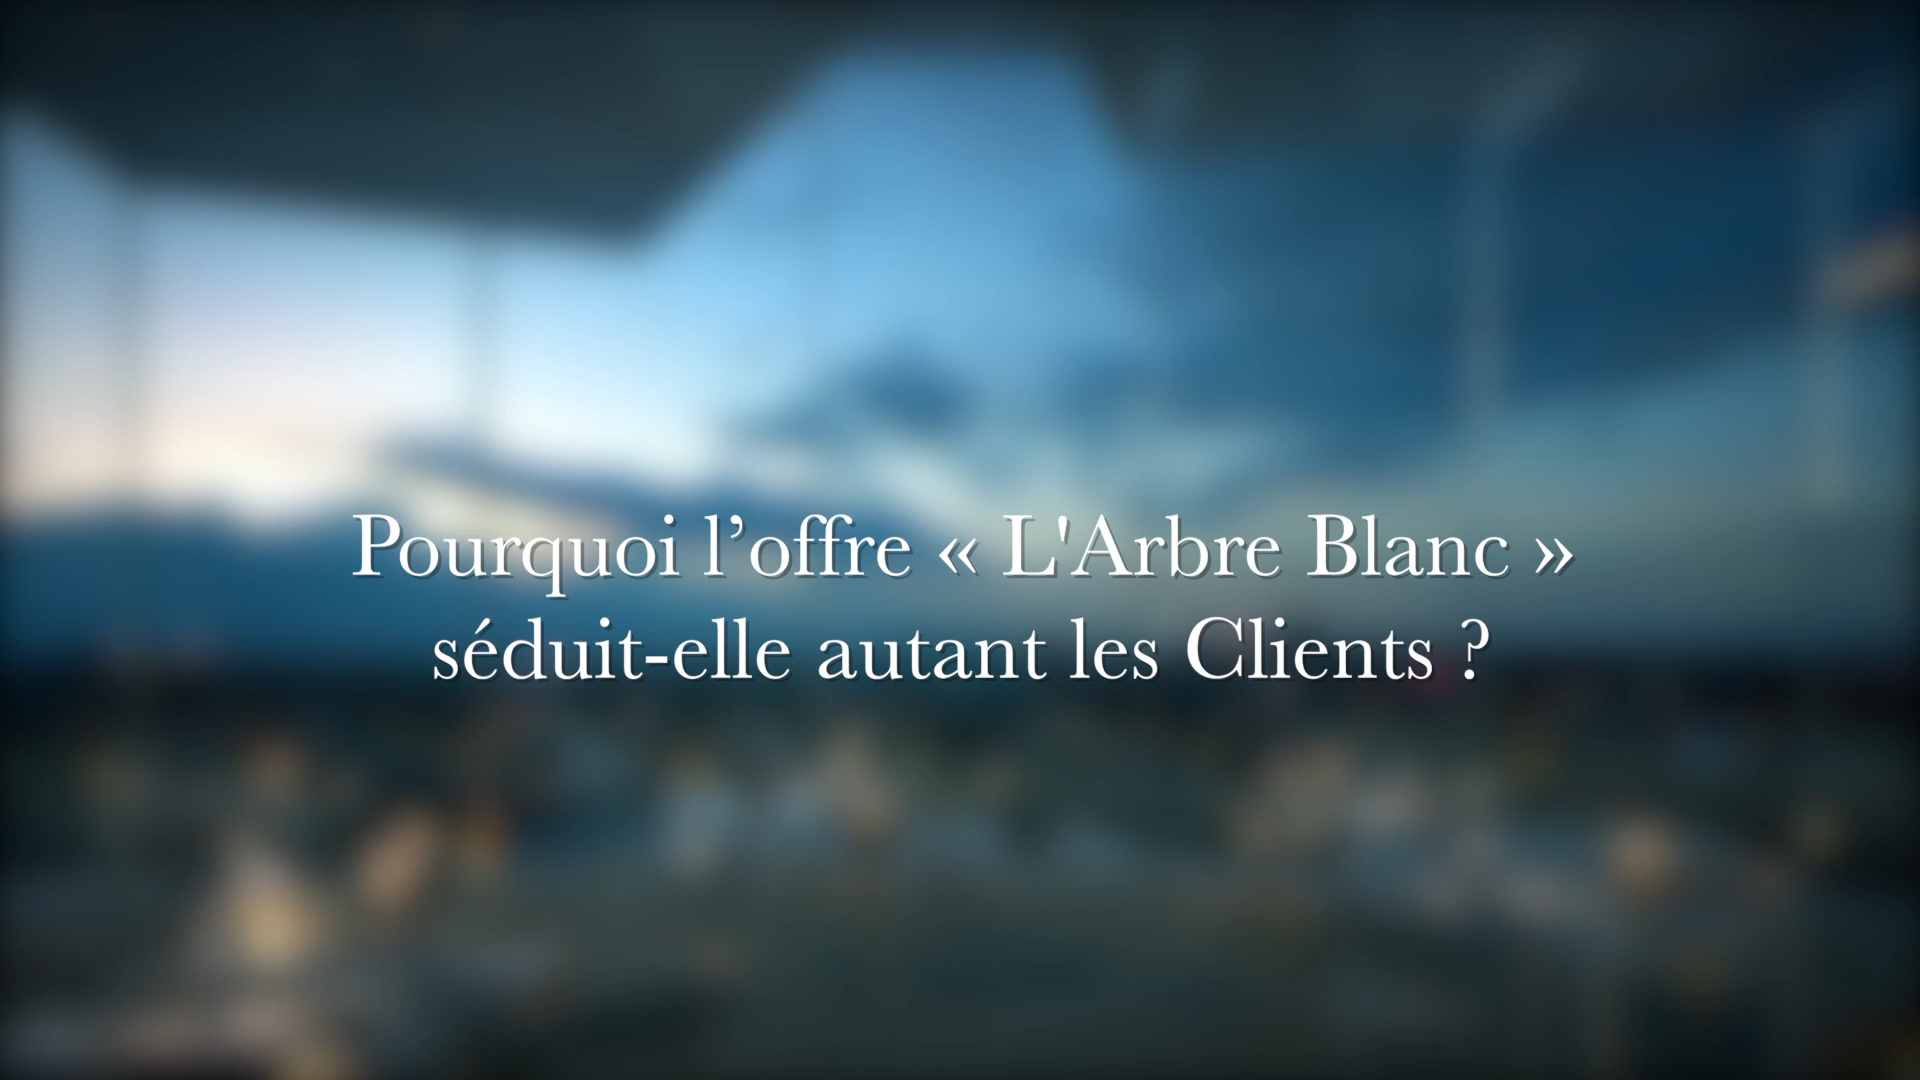 Pourquoi l’offre « L'Arbre Blanc »
séduit-elle autant les Clients ?